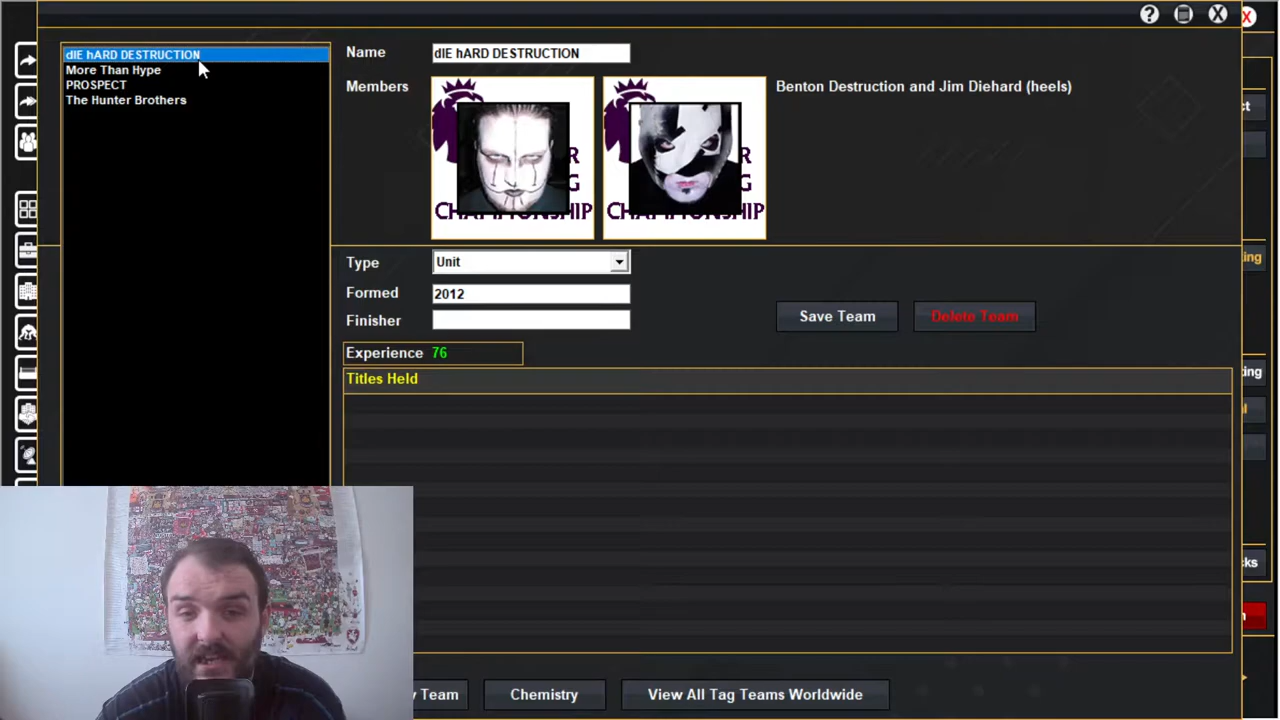 dIE hARD DESTRUCTION
More Than Hype
PROSPECT
The Hunter Brothers
Name
dIE hARD DESTRUCTION
Members
CHAMPIONSHIP
CHAMPIONSHIP
Benton Destruction and Jim Diehard (heels)
Type
Unit
Formed
2012
Finisher
Save Team
Delete Team
Experience 76
Titles Held
Team
Chemistry
View All Tag Teams Worldwide